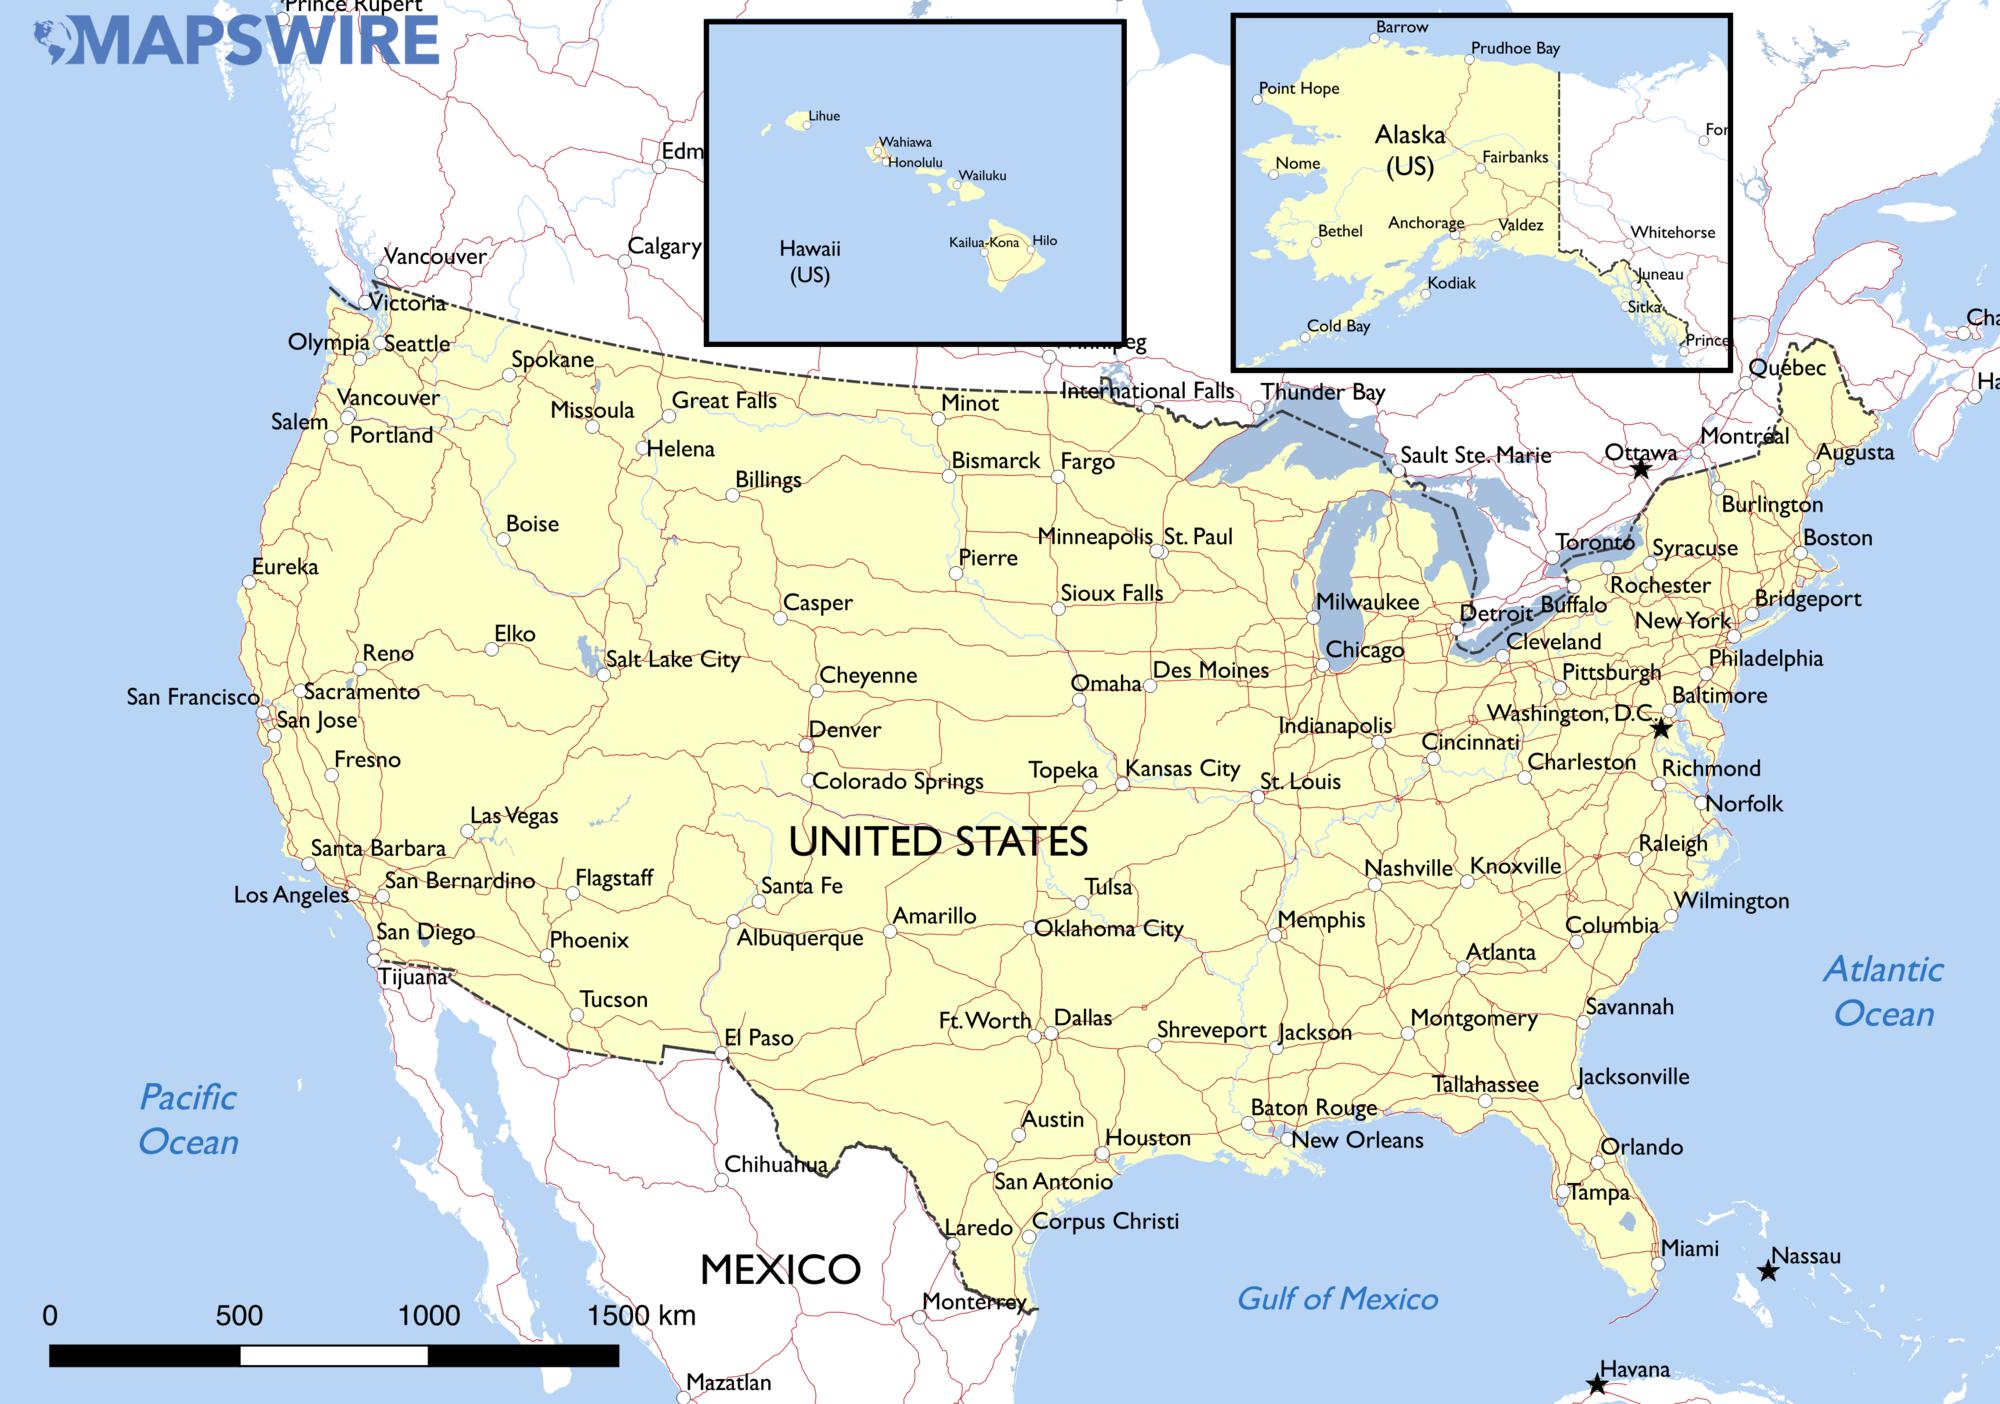 Prince Rupert
MAPSWIRE
Barrow
Prudhoe Bay
Point Hope
Lihue
Wahiawa
Honolulu
Alaska
(US)
Nome
Fairbanks
Wailuku
Edm
Anchorage
Valdez
Bethel
Whitehorse
Kailua-Kona
Hilo
Hawaii
(US)
Calgary
Vancouver
Juneau
Kodiak
Sitka
Victoria
Cold Bay
Prince
Olympia
Seattle
Spokane
Québec
Great Falls
International Falls
Thunder Bay
Vancouver
Missoula
Minot
Salem
Portland
Helena
Montréal
Bismarck
Fargo
Sault Ste. Marie
Ottawa
Augusta
Billings
Burlington
Boise
Minneapolis
St. Paul
Toronto
Syracuse
Boston
Eureka
Pierre
Rochester
Casper
Sioux Falls
Milwaukee
Detroit
Buffalo
Bridgeport
Elko
New York
Reno
Salt Lake City
Chicago
Cleveland
Philadelphia
Cheyenne
Omaha
Des Moines
Pittsburgh
San Francisco
Sacramento
Baltimore
San Jose
Denver
Indianapolis
Washington, D.C.
Cincinnati
Fresno
Colorado Springs
Topeka
Kansas City
St. Louis
Charleston
Richmond
Las Vegas
Norfolk
UNITED STATES
Santa Barbara
Raleigh
Los Angeles
San Bernardino
Flagstaff
Santa Fe
Tulsa
Nashville
Knoxville
Wilmington
Amarillo
Oklahoma City
Memphis
Columbia
San Diego
Phoenix
Albuquerque
Atlanta
Tijuana
Atlantic
Ocean
Tucson
Savannah
El Paso
Ft. Worth
Dallas
Shreveport
Jackson
Montgomery
Pacific
Ocean
Tallahassee
Jacksonville
Austin
Baton Rouge
Houston
New Orleans
Orlando
Chihuahua
San Antonio
Tampa
Laredo
Corpus Christi
Miami
Nassau
MEXICO
Gulf of Mexico
Monterrey
0 500 1000 1500 km
Mazatlan
Havana